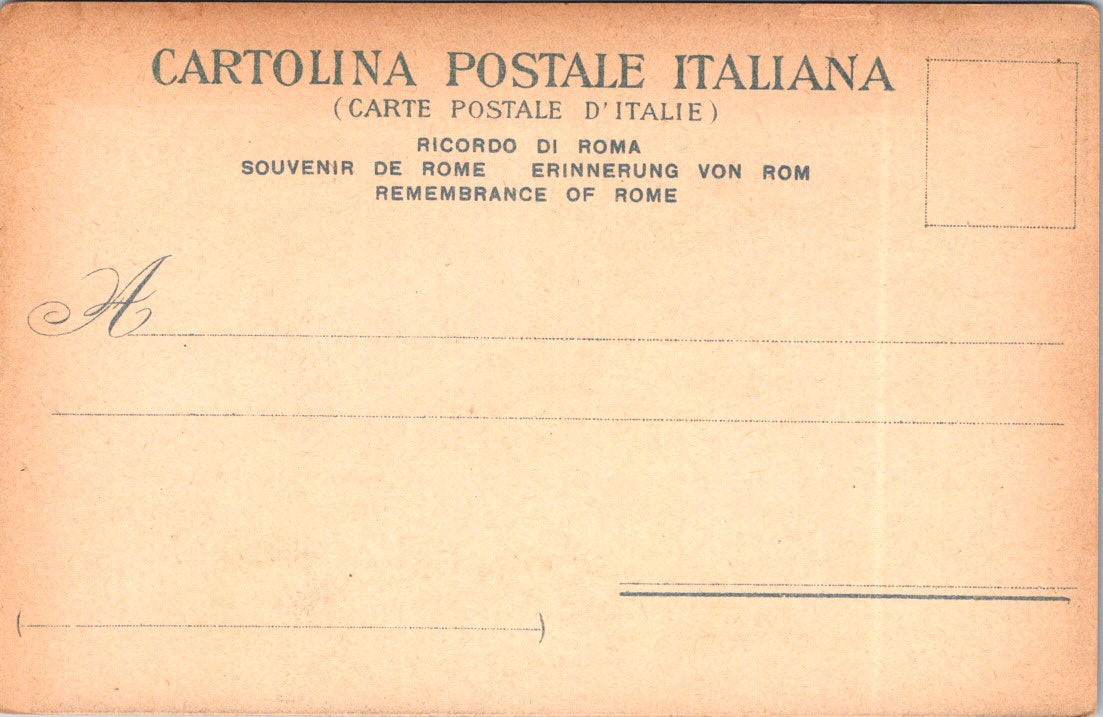 CARTOLINA POSTALE ITALIANA
(CARTE POSTALE D'ITALIE)
RICORDO DI ROMA
SOUVENIR DE ROME ERINNERUNG VON ROM
REMEMBRANCE OF ROME
A
( )